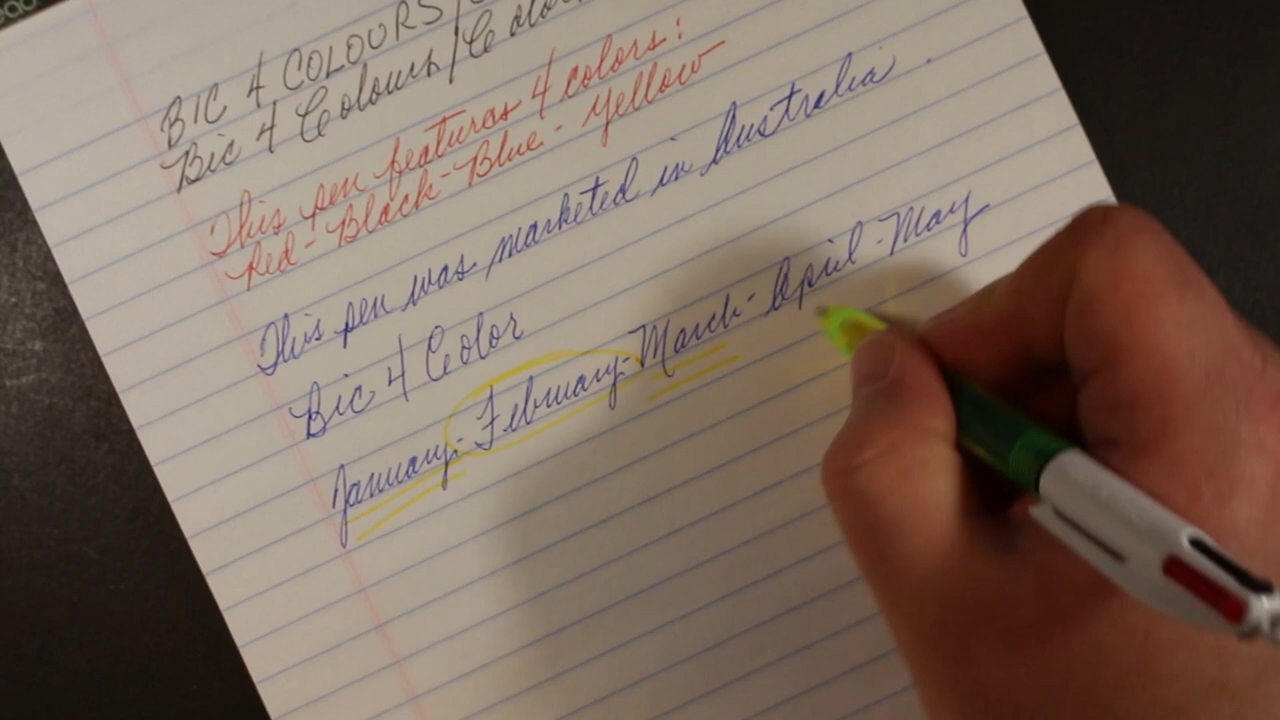 BIC 4 COLOURS/
Bic 4 Colours/Color
This pen features 4 colors:
Red-Black-Blue-Yellow
This pen was marketed in Australia.
Bic 4 Color
January-February-March-April-May